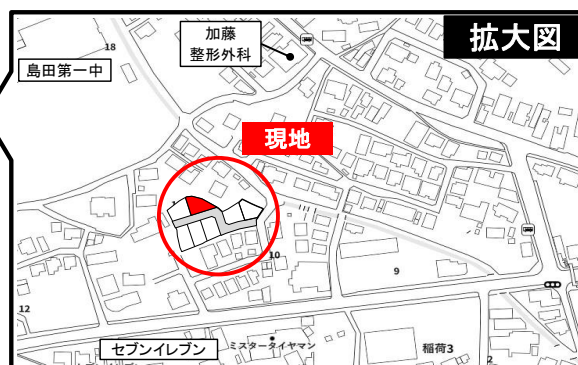 拡大図
加藤
整形外科
18
島田第一中
現地
10
9
12
セブンイレブン
ミスタータイヤマン
稲荷3
2